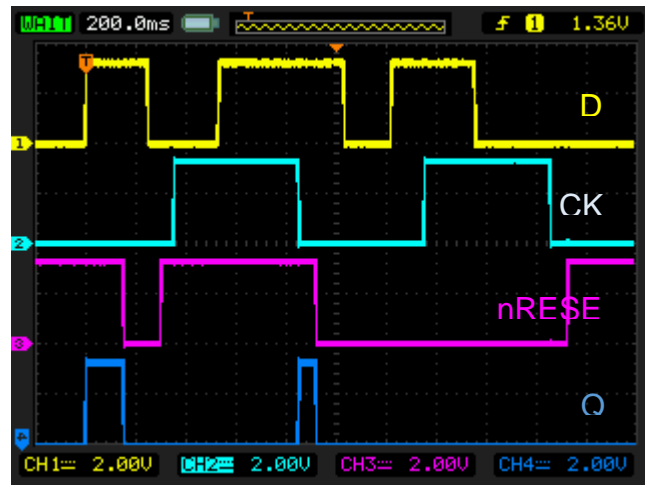 WAIT 200.0ms T 1 1.36V
T
1 D
CK
2
nRESE
3
Q
4
CH1 2.00V CH2 2.00V CH3 2.00V CH4 2.00V